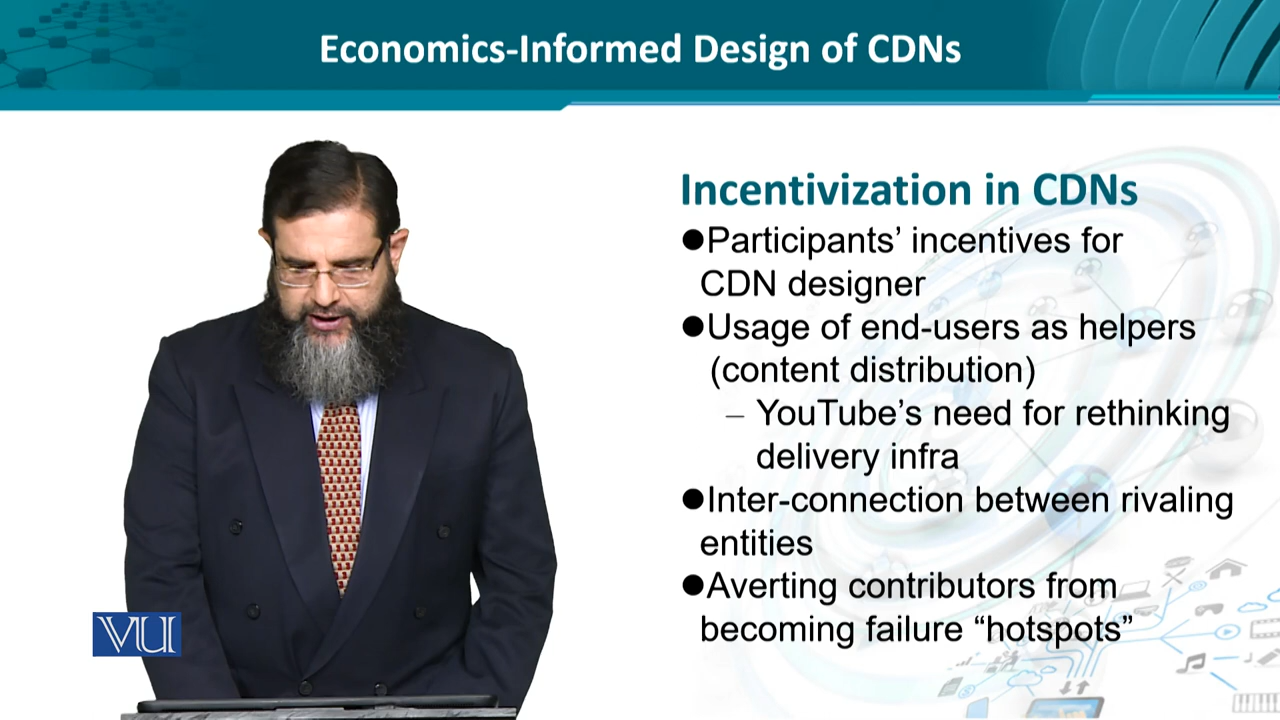 Economics-Informed Design of CDNs
Incentivization in CDNs
●Participants’ incentives for
CDN designer
●Usage of end-users as helpers
(content distribution)
– YouTube’s need for rethinking
delivery infra
●Inter-connection between rivaling
entities
●Averting contributors from
becoming failure “hotspots”
VU